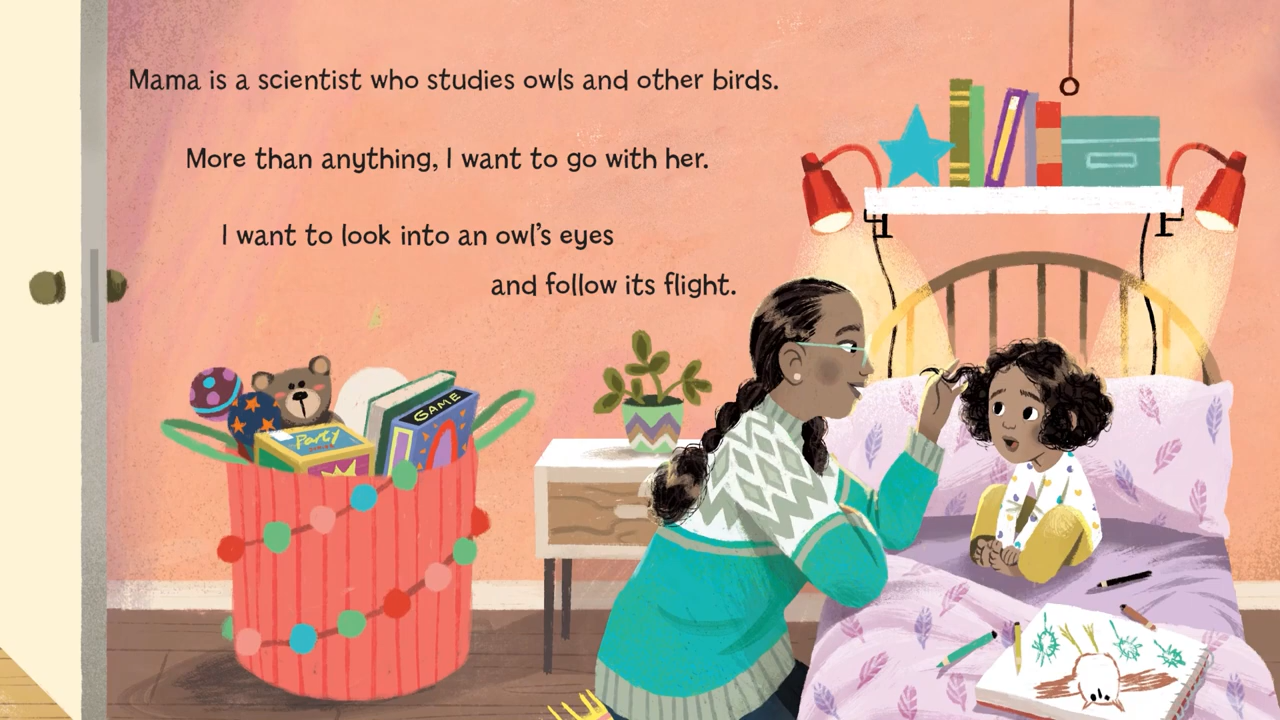 Mama is a scientist who studies owls and other birds.
More than anything, I want to go with her.
I want to look into an owl’s eyes
and follow its flight.
GAME
Party